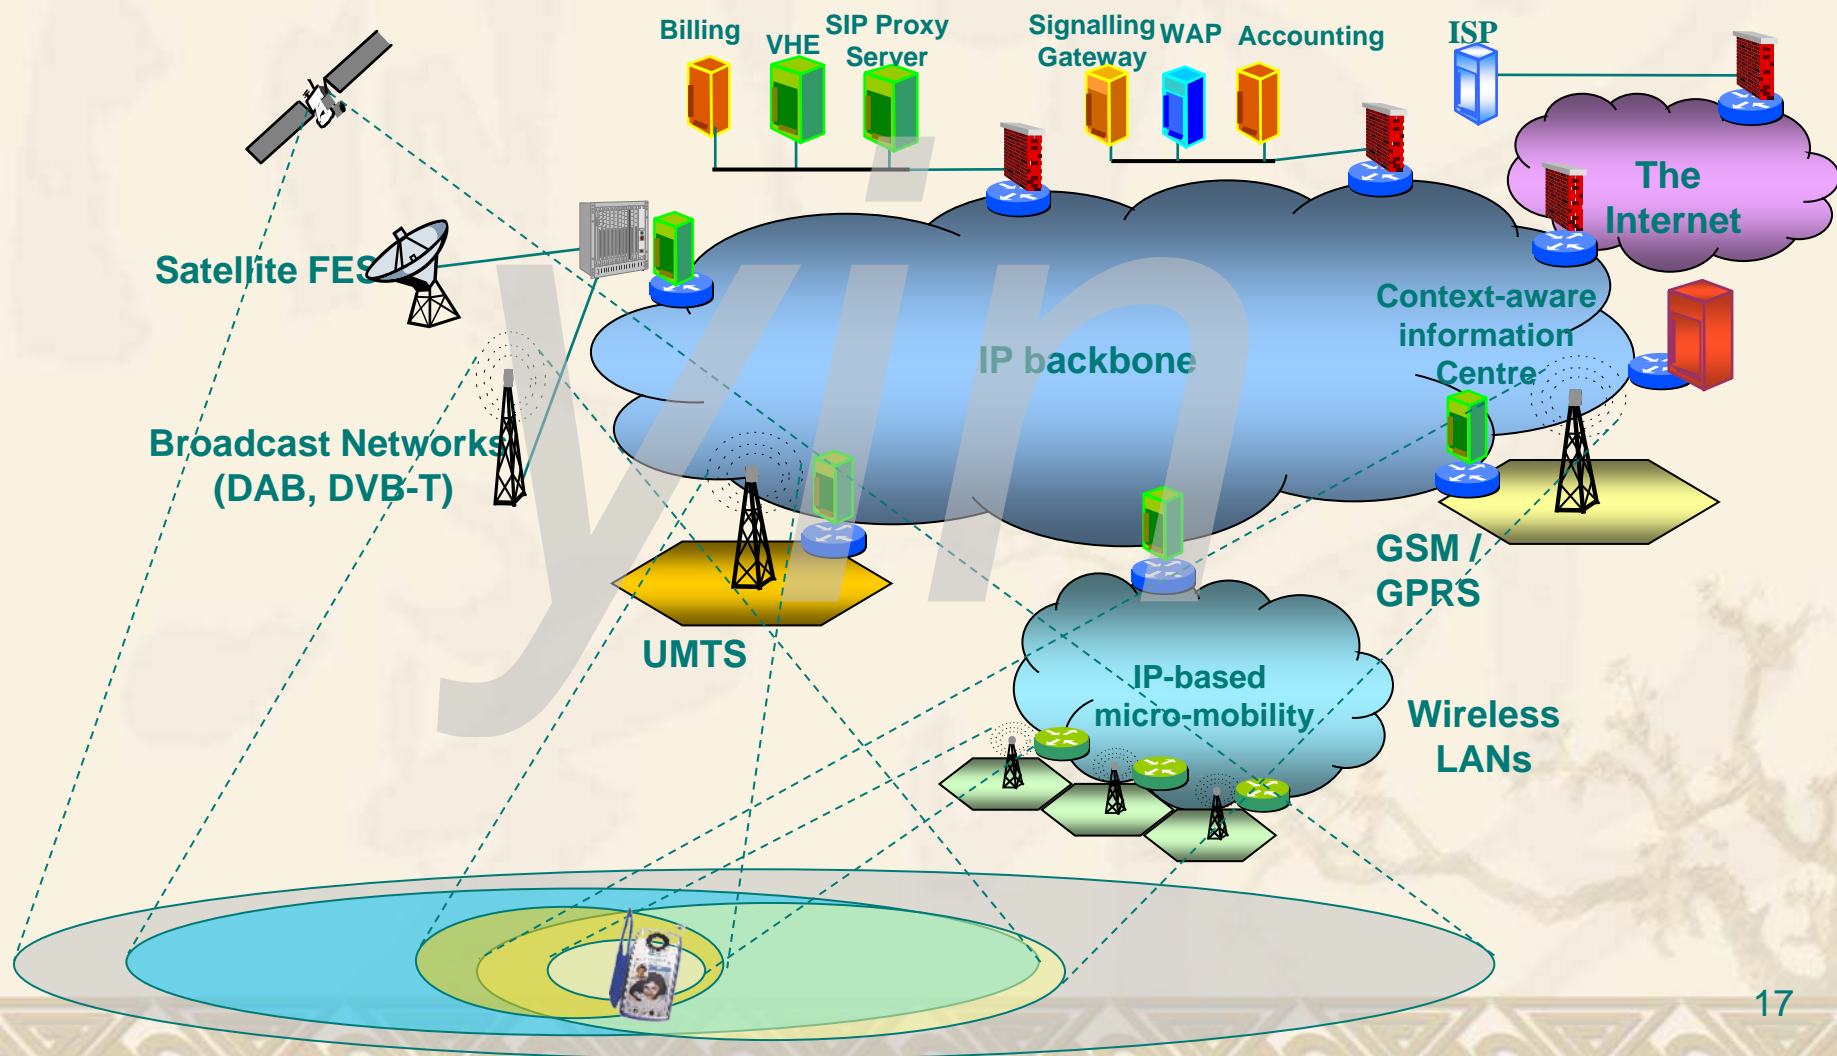 Billing
VHE
SIP Proxy
Server
Signalling
Gateway
WAP
Accounting
ISP
The
Internet
Satellite FES
Context-aware
information
Centre
IP backbone
Broadcast Networks
(DAB, DVB-T)
GSM /
GPRS
UMTS
IP-based
micro-mobility
Wireless
LANs
yin
17